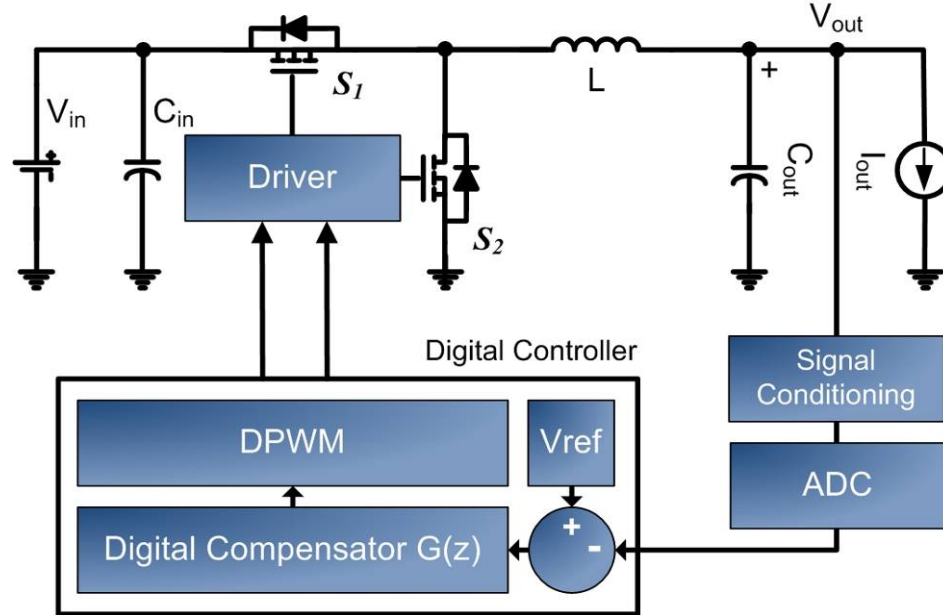 Vout
Vin
Cin
S1
L
+
Cout
Iout
Driver
S2
Digital Controller
Signal
Conditioning
DPWM
Vref
ADC
Digital Compensator G(z)
+
-